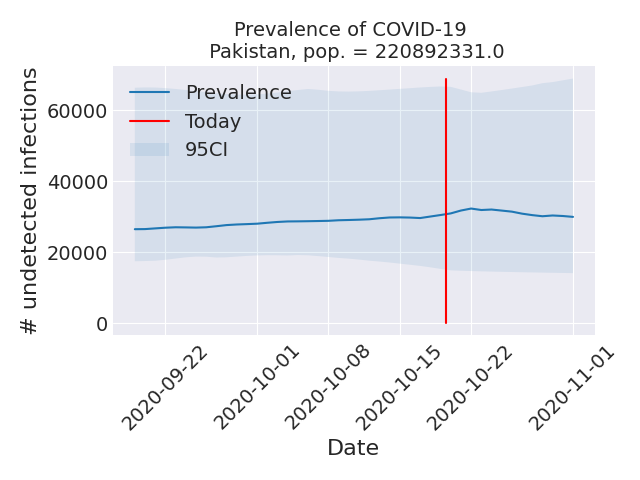 Prevalence of COVID-19
Pakistan, pop. = 220892331.0
# undetected infections
60000
40000
20000
0
Prevalence
Today
95CI
2020-09-22
2020-10-01
2020-10-08
2020-10-15
2020-10-22
2020-11-01
Date